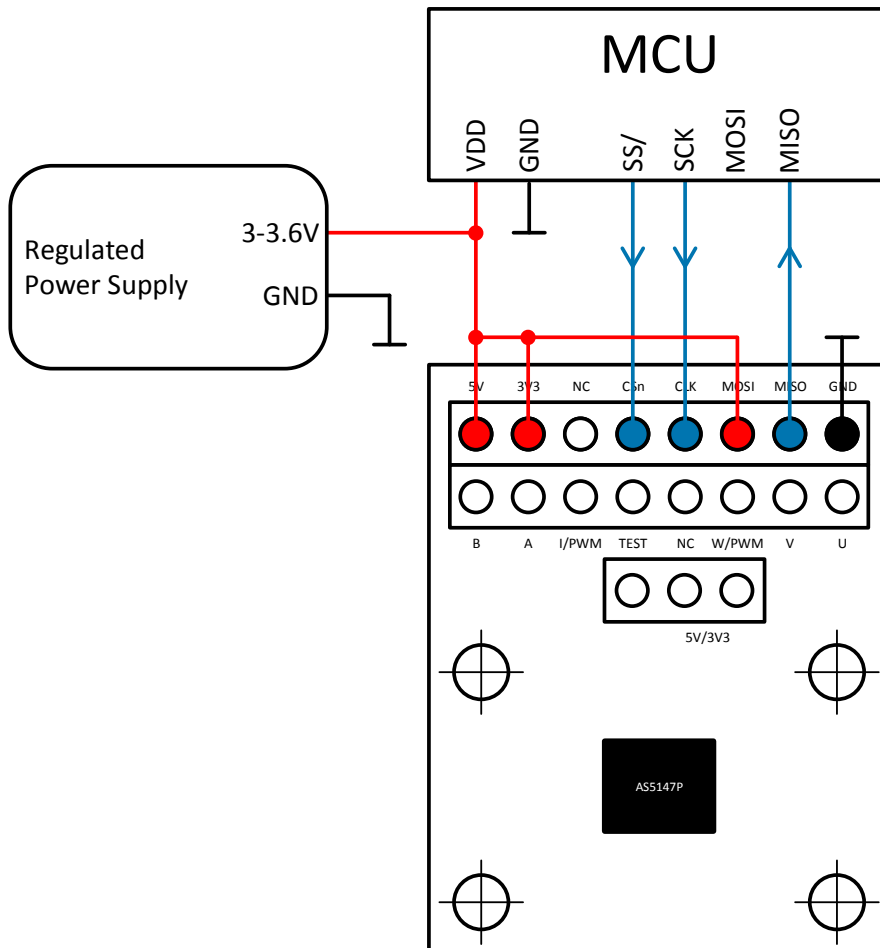 MCU
VDD
GND
SS/
SCK
MOSI
MISO
3-3.6V
Regulated
Power Supply
GND
5V 3V3 NC CSn CLK MOSI MISO GND
B A I/PWM TEST NC W/PWM V U
5V/3V3
AS5147P